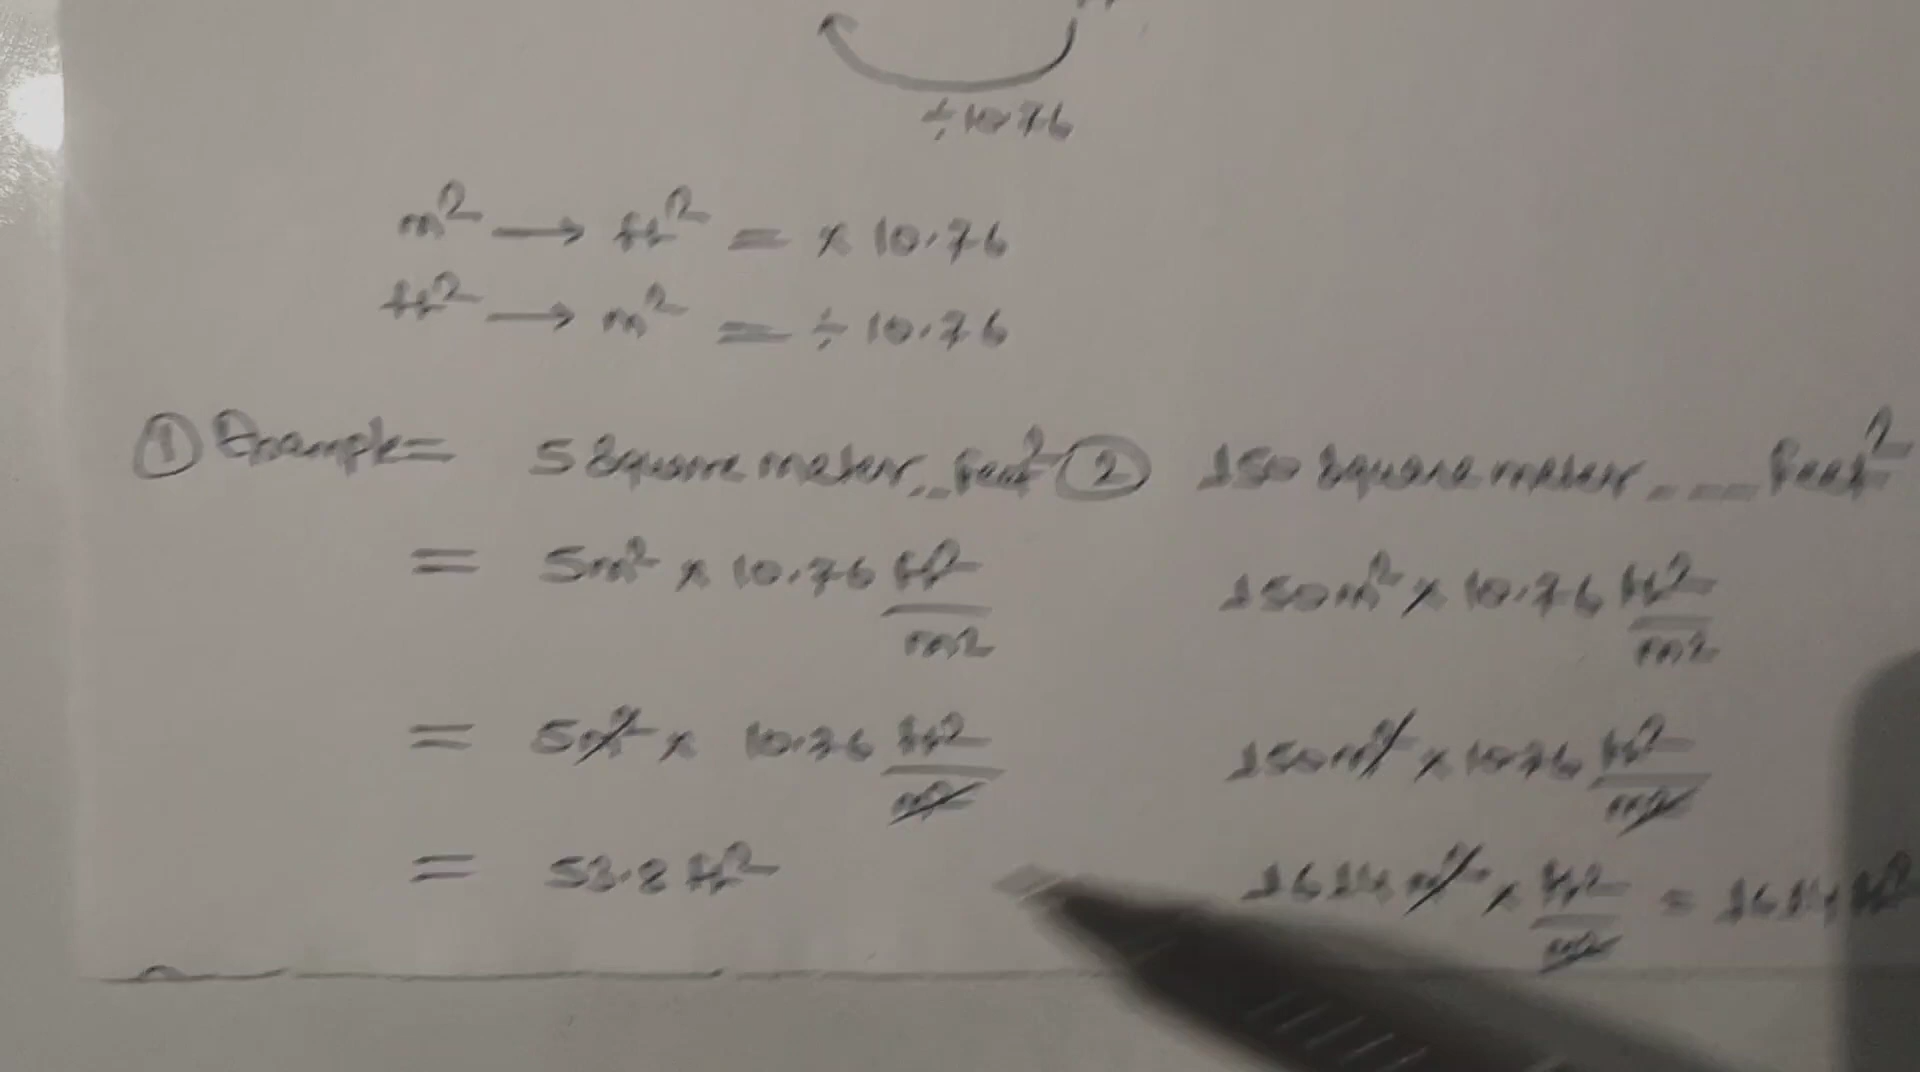 ÷10.76
m² → ft² = × 10.76
ft² → m² = ÷ 10.76
① Example = 5 Square meter .. feet²
= 5m² × 10.76 ft²/m²
= 5m² × 10.76 ft²/m²
= 53.8 ft²
② 150 square meter ---- feet²
150m² × 10.76 ft²/m²
150m² × 10.76 ft²/m²
1614 m² × ft²/m² = 1614 ft²